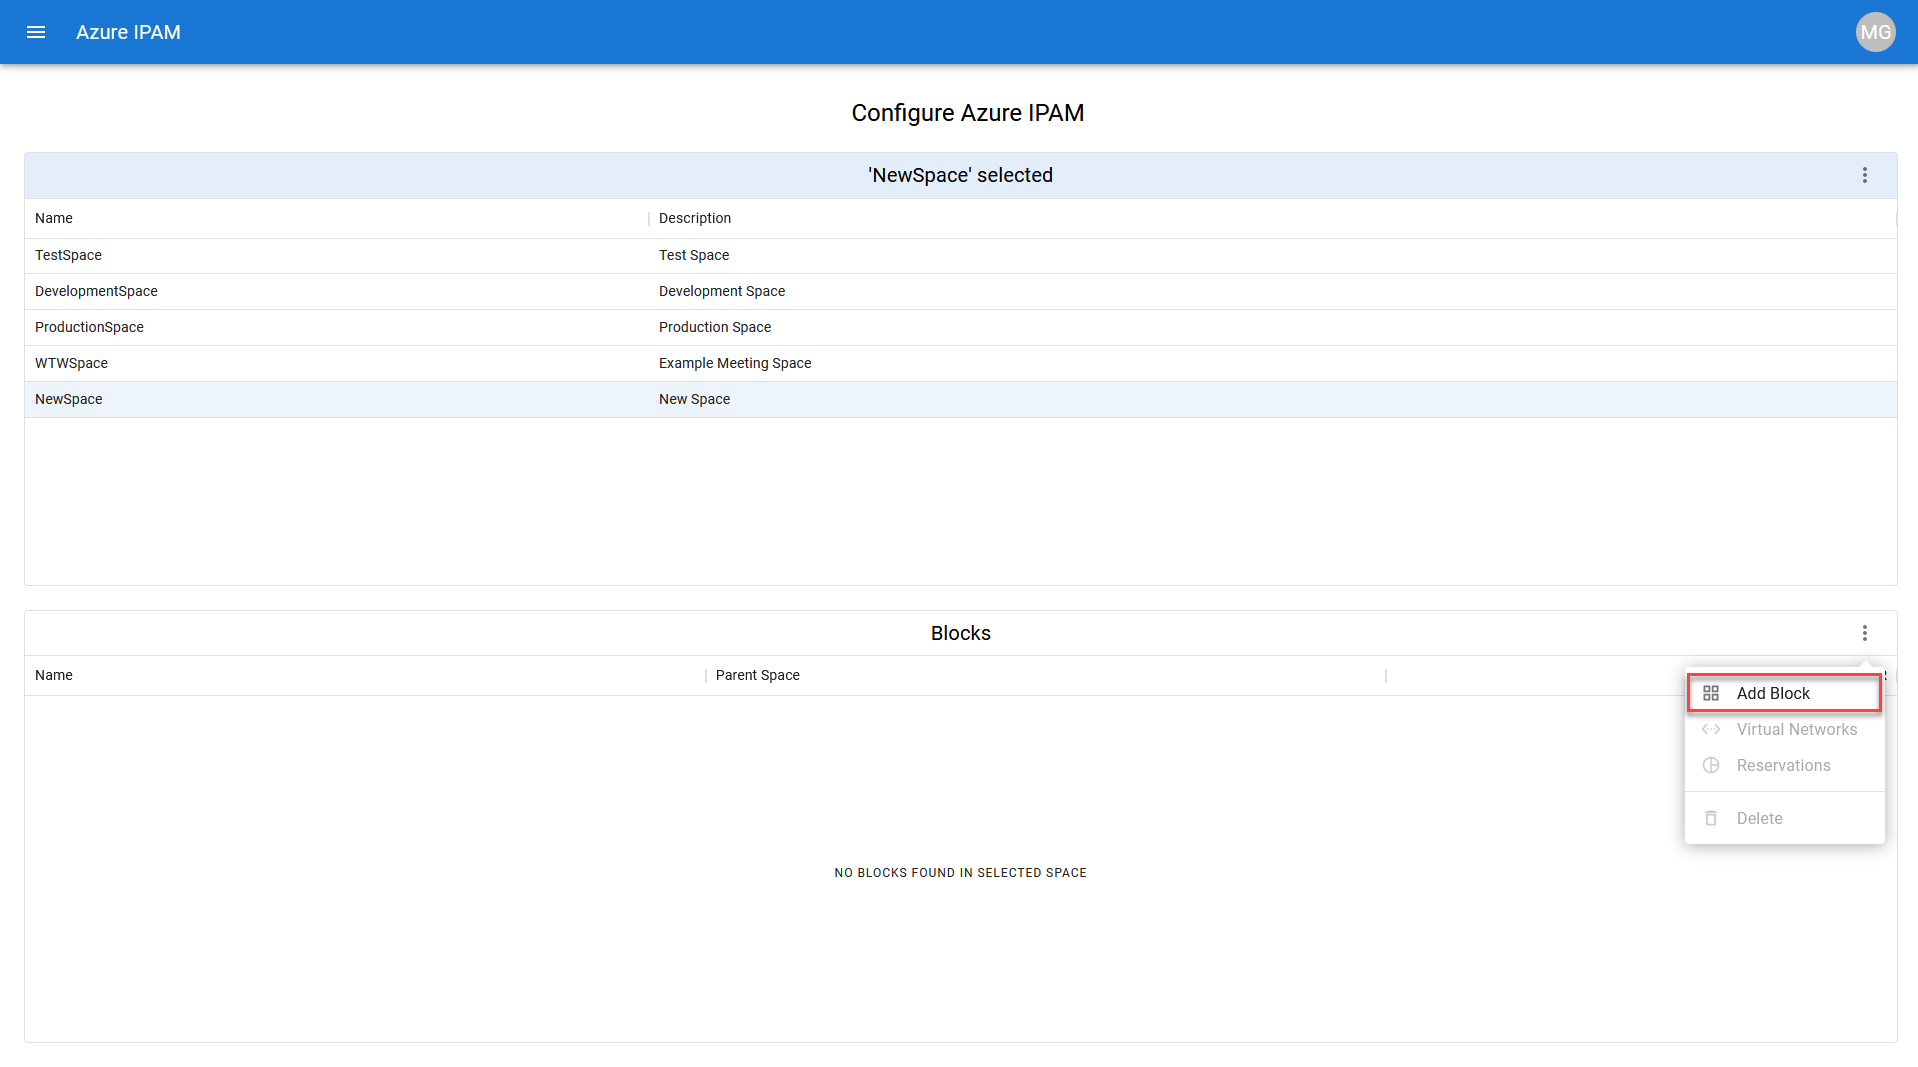 Azure IPAM
MG
Configure Azure IPAM
'NewSpace' selected
Name Description
TestSpace Test Space
DevelopmentSpace Development Space
ProductionSpace Production Space
WTWSpace Example Meeting Space
NewSpace New Space
Blocks
Name Parent Space
Add Block
Virtual Networks
Reservations
Delete
NO BLOCKS FOUND IN SELECTED SPACE